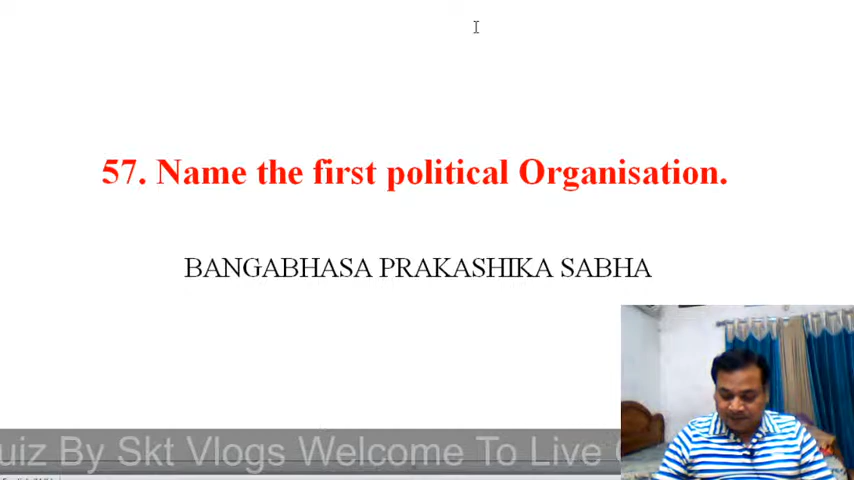 57. Name the first political Organisation.
BANGABHASA PRAKASHIKA SABHA
uiz By Skt Vlogs Welcome To Live